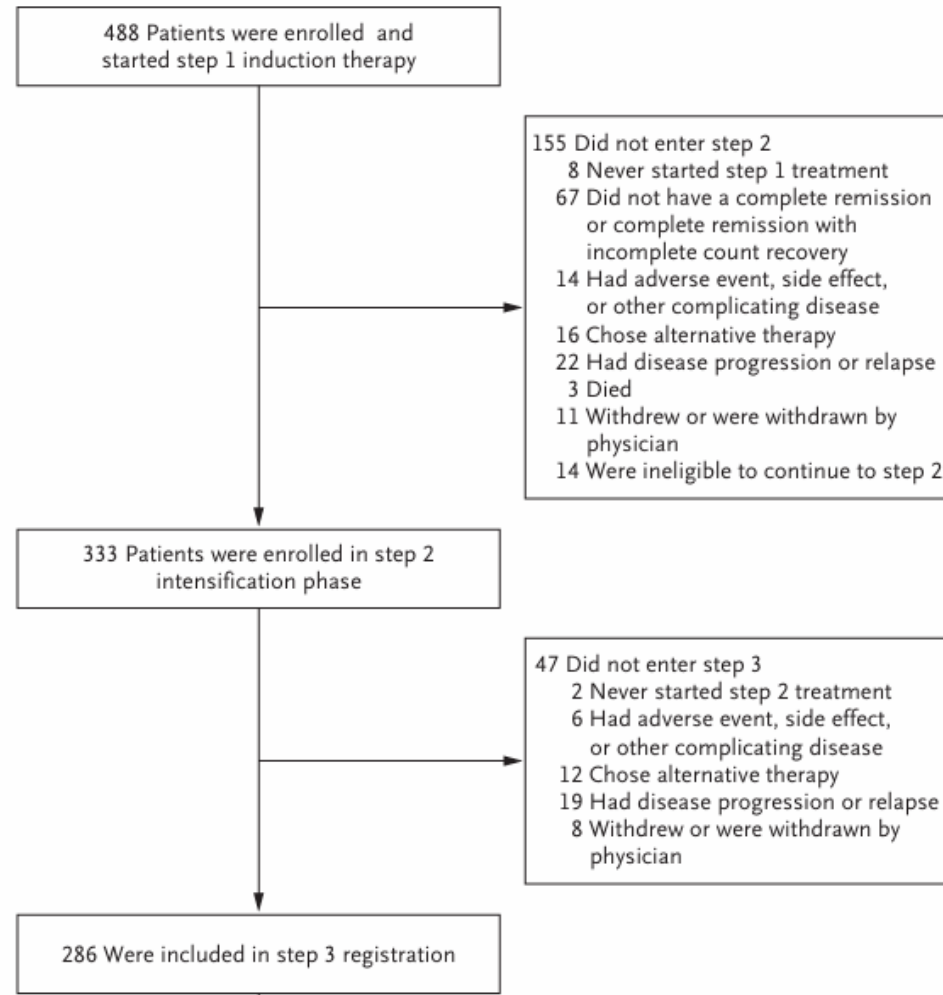 488 Patients were enrolled and
started step 1 induction therapy
155 Did not enter step 2
8 Never started step 1 treatment
67 Did not have a complete remission
or complete remission with
incomplete count recovery
14 Had adverse event, side effect,
or other complicating disease
16 Chose alternative therapy
22 Had disease progression or relapse
3 Died
11 Withdrew or were withdrawn by
physician
14 Were ineligible to continue to step 2
333 Patients were enrolled in step 2
intensification phase
47 Did not enter step 3
2 Never started step 2 treatment
6 Had adverse event, side effect,
or other complicating disease
12 Chose alternative therapy
19 Had disease progression or relapse
8 Withdrew or were withdrawn by
physician
286 Were included in step 3 registration